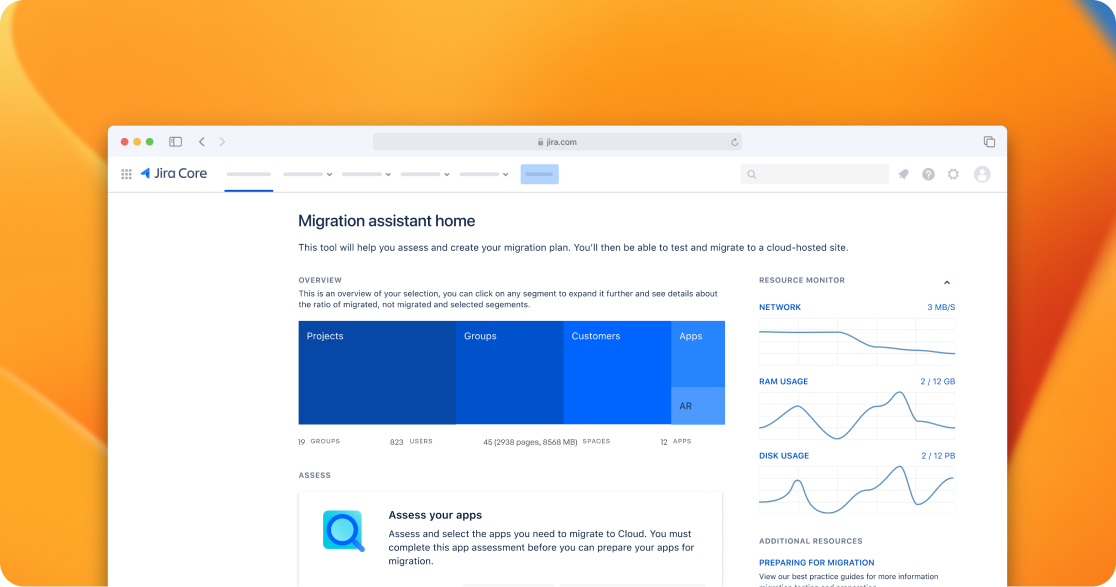 jira.com
Jira Core
Migration assistant home
This tool will help you assess and create your migration plan. You'll then be able to test and migrate to a cloud-hosted site.
OVERVIEW
This is an overview of your selection, you can click on any segment to expand it further and see details about
the ratio of migrated, not migrated and selected segements.
Projects
Groups
Customers
Apps
AR
19 GROUPS
823 USERS
45 (2938 pages, 8568 MB) SPACES
12 APPS
ASSESS
Assess your apps
Assess and select the apps you need to migrate to Cloud. You must
complete this app assessment before you can prepare your apps for
migration.
RESOURCE MONITOR
NETWORK 3 MB/S
RAM USAGE 2 / 12 GB
DISK USAGE 2 / 12 PB
ADDITIONAL RESOURCES
PREPARING FOR MIGRATION
View our best practice guides for more information